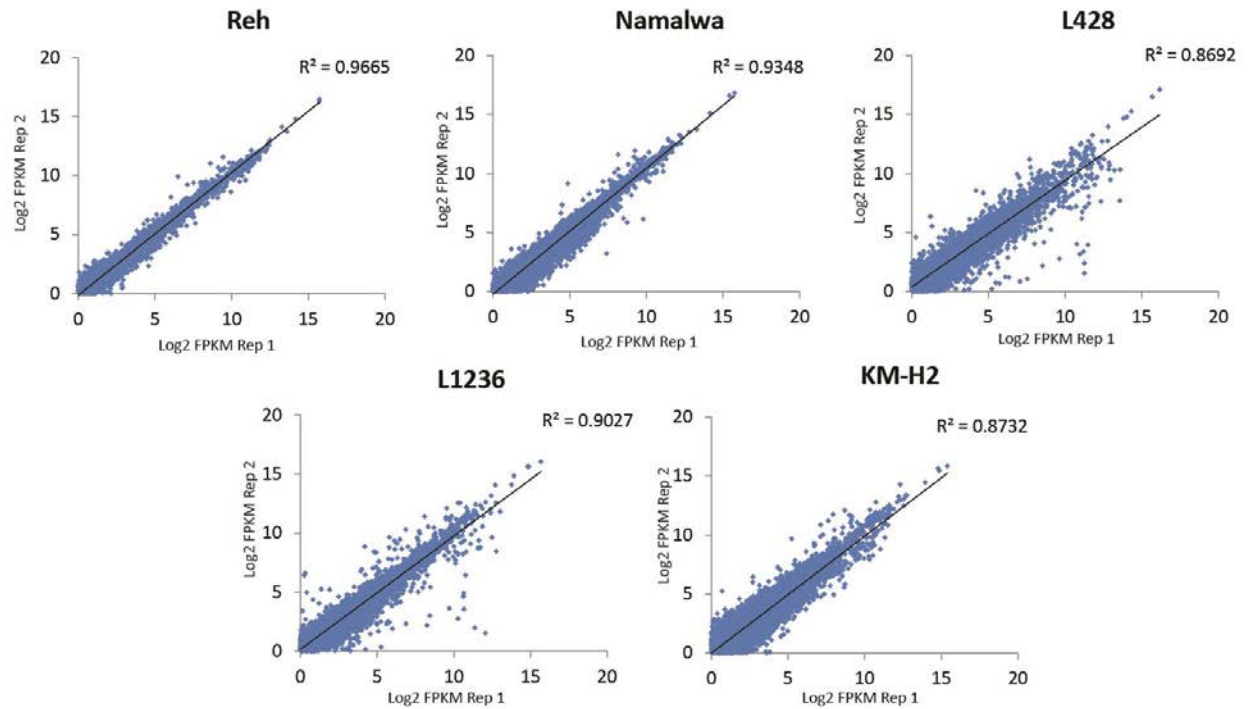 Reh
20
15
10
5
0
Log2 FPKM Rep 2
R² = 0.9665
0 5 10 15 20
Log2 FPKM Rep 1
Namalwa
20
15
10
5
0
Log2 FPKM Rep 2
R² = 0.9348
0 5 10 15 20
Log2 FPKM Rep 1
L428
20
15
10
5
0
Log2 FPKM Rep 2
R² = 0.8692
0 5 10 15 20
Log2 FPKM Rep 1
L1236
20
15
10
5
0
Log2 FPKM Rep 2
R² = 0.9027
0 5 10 15 20
Log2 FPKM Rep 1
KM-H2
20
15
10
5
0
Log2 FPKM Rep 2
R² = 0.8732
0 5 10 15 20
Log2 FPKM Rep 1